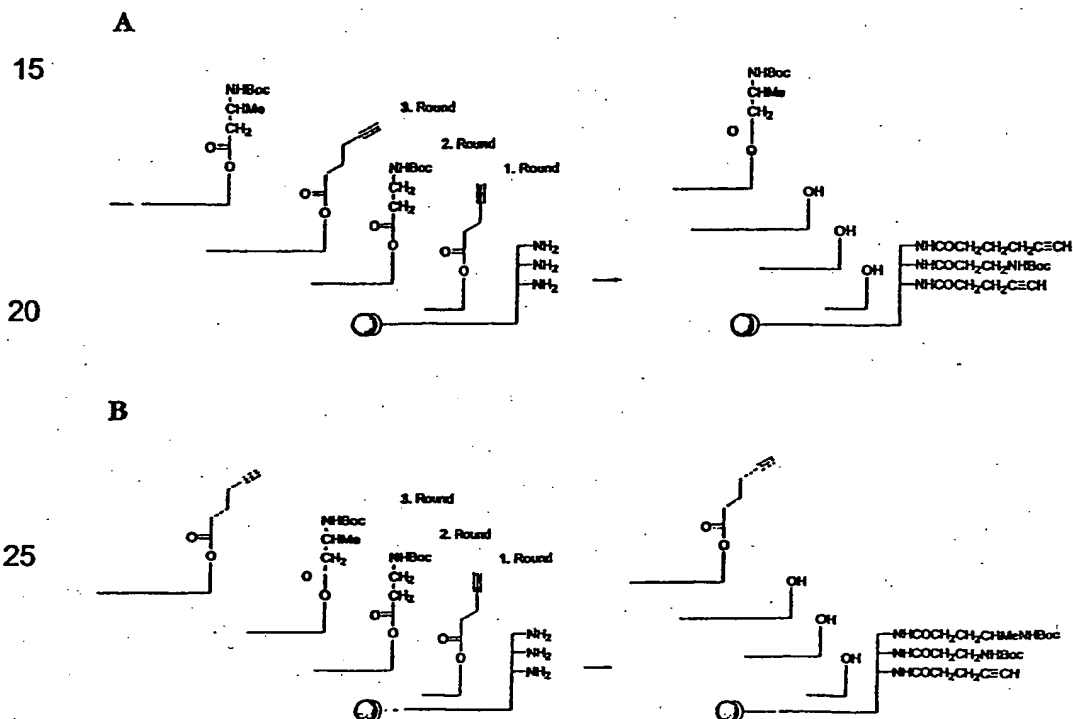 A
15
NHBoc
CHMe
CH2
O=
O
3. Round
O=
O
2. Round
NHBoc
CH2
CH2
O=
O
1. Round
O=
O
NH2
NH2
NH2
NHBoc
CHMe
CH2
O
O
OH
OH
OH
NHCOCH2CH2CH2C≡CH
NHCOCH2CH2NHBoc
NHCOCH2CH2C≡CH
20
B
O=
O
3. Round
NHBoc
CHMe
CH2
O
O
2. Round
NHBoc
CH2
CH2
O=
O
1. Round
O=
O
NH2
NH2
NH2
25
O=
O
OH
OH
OH
NHCOCH2CH2CHMeNHBoc
NHCOCH2CH2NHBoc
NHCOCH2CH2C≡CH